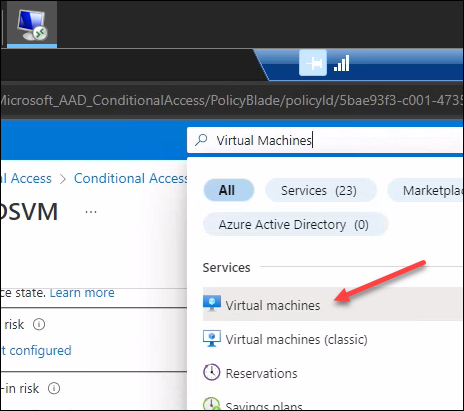 Microsoft_AAD_ConditionalAccess/PolicyBlade/policyId/5bae93f3-c001-4735
Virtual Machines
al Access > Conditional Access
DSVM ...
All Services (23) Marketplac
Azure Active Directory (0)
Services
ce state. Learn more
Virtual machines
risk
Virtual machines (classic)
t configured
Reservations
-in risk
Savings plans